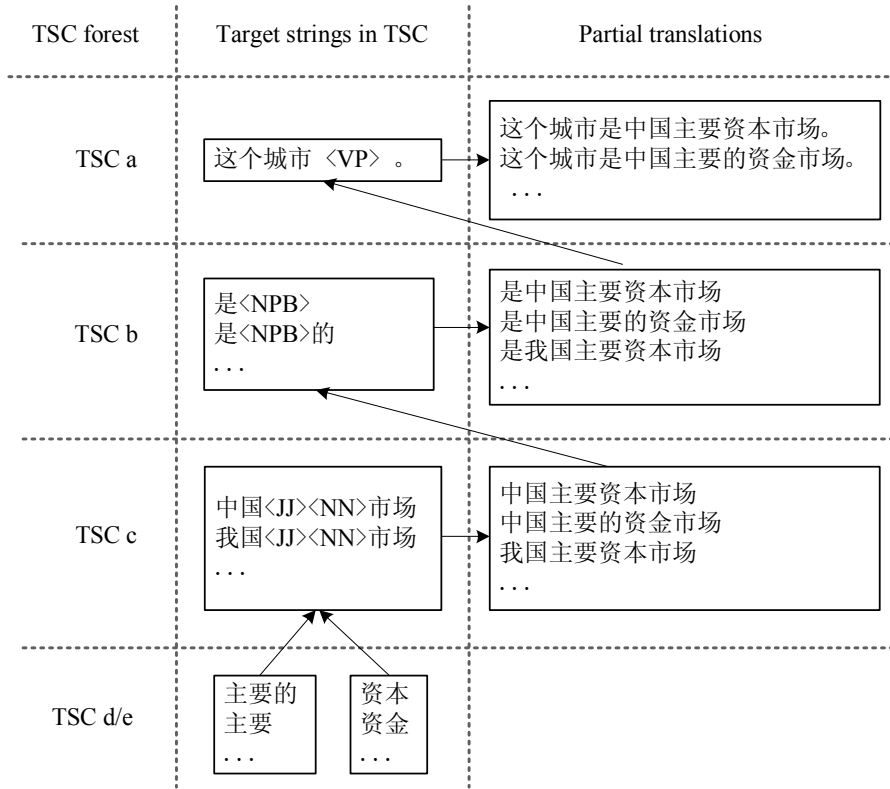 TSC forest
Target strings in TSC
Partial translations
TSC a
这个城市 〈VP〉 。
这个城市是中国主要资本市场。
这个城市是中国主要的资金市场。
. . .
TSC b
是〈NPB〉
是〈NPB〉的
. . .
是中国主要资本市场
是中国主要的资金市场
是我国主要资本市场
. . .
TSC c
中国〈JJ〉〈NN〉市场
我国〈JJ〉〈NN〉市场
. . .
中国主要资本市场
中国主要的资金市场
我国主要资本市场
. . .
TSC d/e
主要的
主要
. . .
资本
资金
. . .